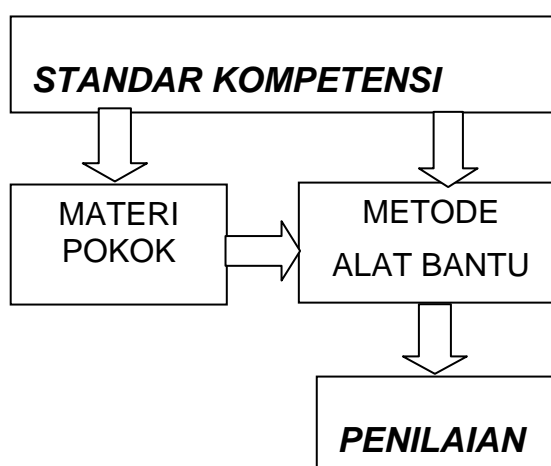 STANDAR KOMPETENSI
MATERI
POKOK
METODE
ALAT BANTU
PENILAIAN